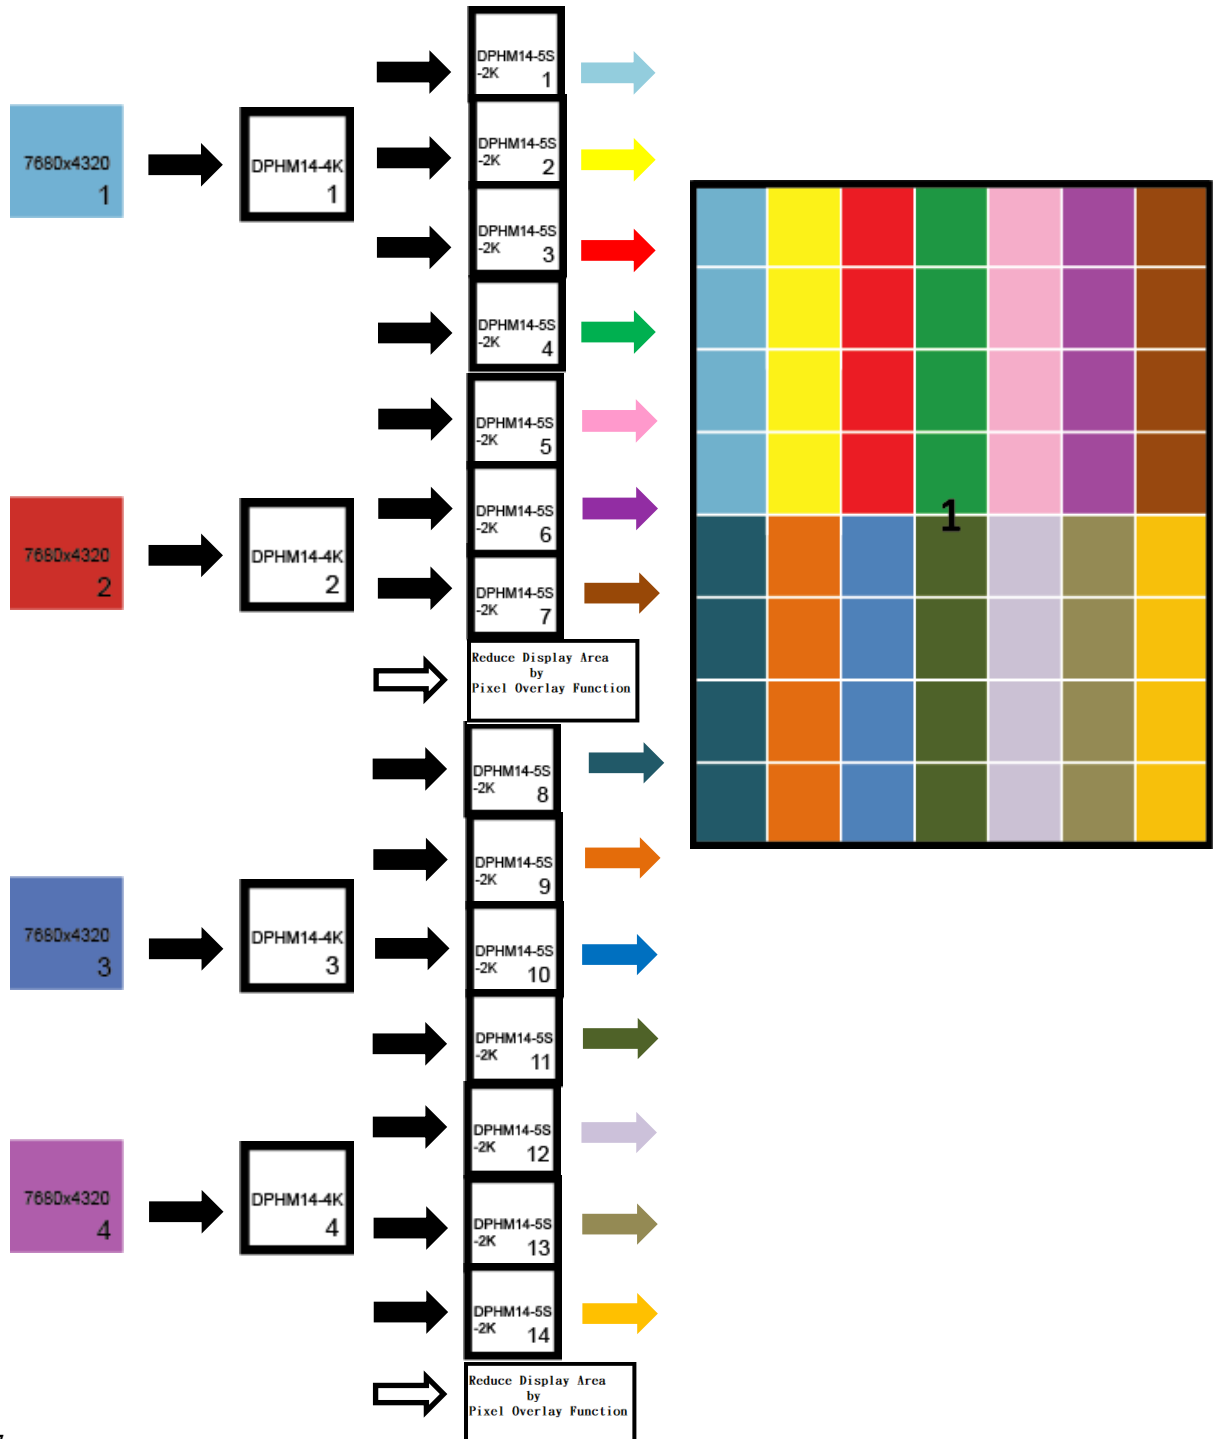 DPHM14-5S
-2K 1
7680x4320
1
DPHM14-4K
1
DPHM14-5S
-2K 2
DPHM14-5S
-2K 3
DPHM14-5S
-2K 4
DPHM14-5S
-2K 5
7680x4320
2
DPHM14-4K
2
DPHM14-5S
-2K 6
DPHM14-5S
-2K 7
Reduce Display Area
by
Pixel Overlay Function
1
DPHM14-5S
-2K 8
DPHM14-5S
-2K 9
7680x4320
3
DPHM14-4K
3
DPHM14-5S
-2K 10
DPHM14-5S
-2K 11
DPHM14-5S
-2K 12
7680x4320
4
DPHM14-4K
4
DPHM14-5S
-2K 13
DPHM14-5S
-2K 14
Reduce Display Area
by
Pixel Overlay Function